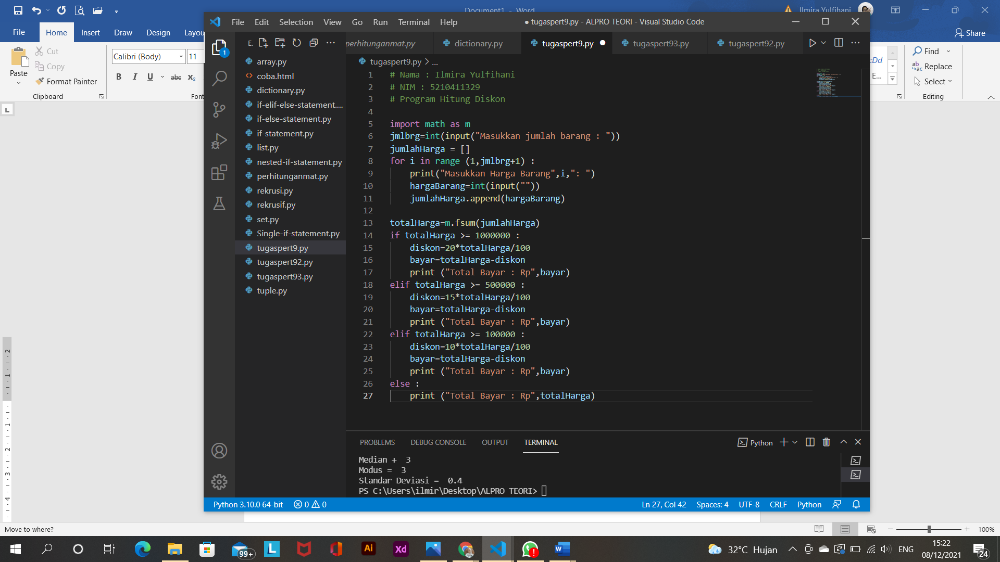 Document1 - Word
Ilmira Yulfihani
File Home Insert Draw Design Layou
Share
Cut
Copy
Paste
Format Painter
Clipboard
Calibri (Body) 11
B I U abc x₂
Font
Find
Replace
Select
Editing
File Edit Selection View Go Run Terminal Help
● tugaspert9.py - ALPRO TEORI - Visual Studio Code
E.
perhitunganmat.py dictionary.py tugaspert9.py tugaspert93.py tugaspert92.py
1
array.py
coba.html
dictionary.py
if-elif-else-statement....
if-else-statement.py
if-statement.py
list.py
nested-if-statement.py
perhitunganmat.py
rekrusi.py
rekrusif.py
set.py
Single-if-statement.py
tugaspert9.py
tugaspert92.py
tugaspert93.py
tuple.py
tugaspert9.py > ...
1 # Nama : Ilmira Yulfihani
2 # NIM : 5210411329
3 # Program Hitung Diskon
4
5 import math as m
6 jmlbrg=int(input("Masukkan jumlah barang : "))
7 jumlahHarga = []
8 for i in range (1,jmlbrg+1) :
9 print("Masukkan Harga Barang",i,": ")
10 hargaBarang=int(input(""))
11 jumlahHarga.append(hargaBarang)
12
13 totalHarga=m.fsum(jumlahHarga)
14 if totalHarga >= 1000000 :
15 diskon=20*totalHarga/100
16 bayar=totalHarga-diskon
17 print ("Total Bayar : Rp",bayar)
18 elif totalHarga >= 500000 :
19 diskon=15*totalHarga/100
20 bayar=totalHarga-diskon
21 print ("Total Bayar : Rp",bayar)
22 elif totalHarga >= 100000 :
23 diskon=10*totalHarga/100
24 bayar=totalHarga-diskon
25 print ("Total Bayar : Rp",bayar)
26 else :
27 print ("Total Bayar : Rp",totalHarga)
PROBLEMS DEBUG CONSOLE OUTPUT TERMINAL
Python
Median +  3
Modus =  3
Standar Deviasi =  0.4
PS C:\Users\ilmir\Desktop\ALPRO TEORI>
Python 3.10.0 64-bit 0 0
Ln 27, Col 42 Spaces: 4 UTF-8 CRLF Python
Move to where?
100%
99+
32°C Hujan
ENG
15:22
08/12/2021
24